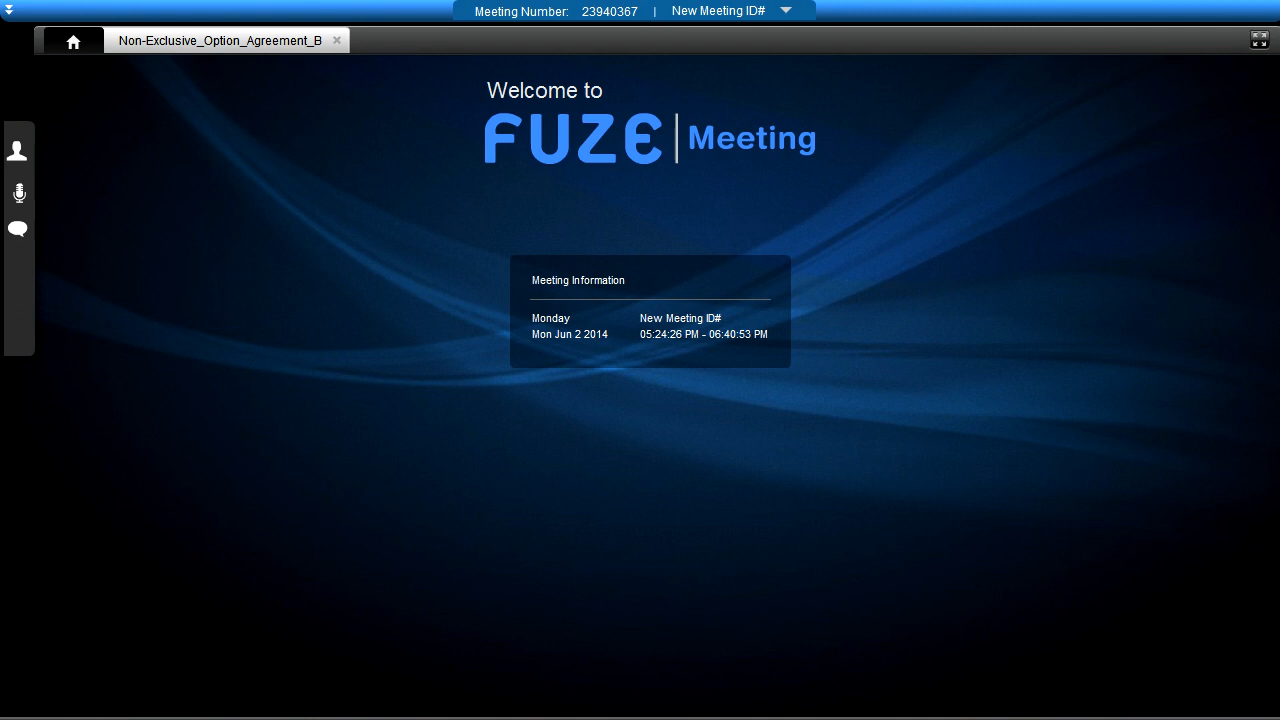 Meeting Number: 23940367 | New Meeting ID#
Non-Exclusive_Option_Agreement_B
Welcome to
FUZE | Meeting
Meeting Information
Monday New Meeting ID#
Mon Jun 2 2014 05:24:26 PM - 06:40:53 PM